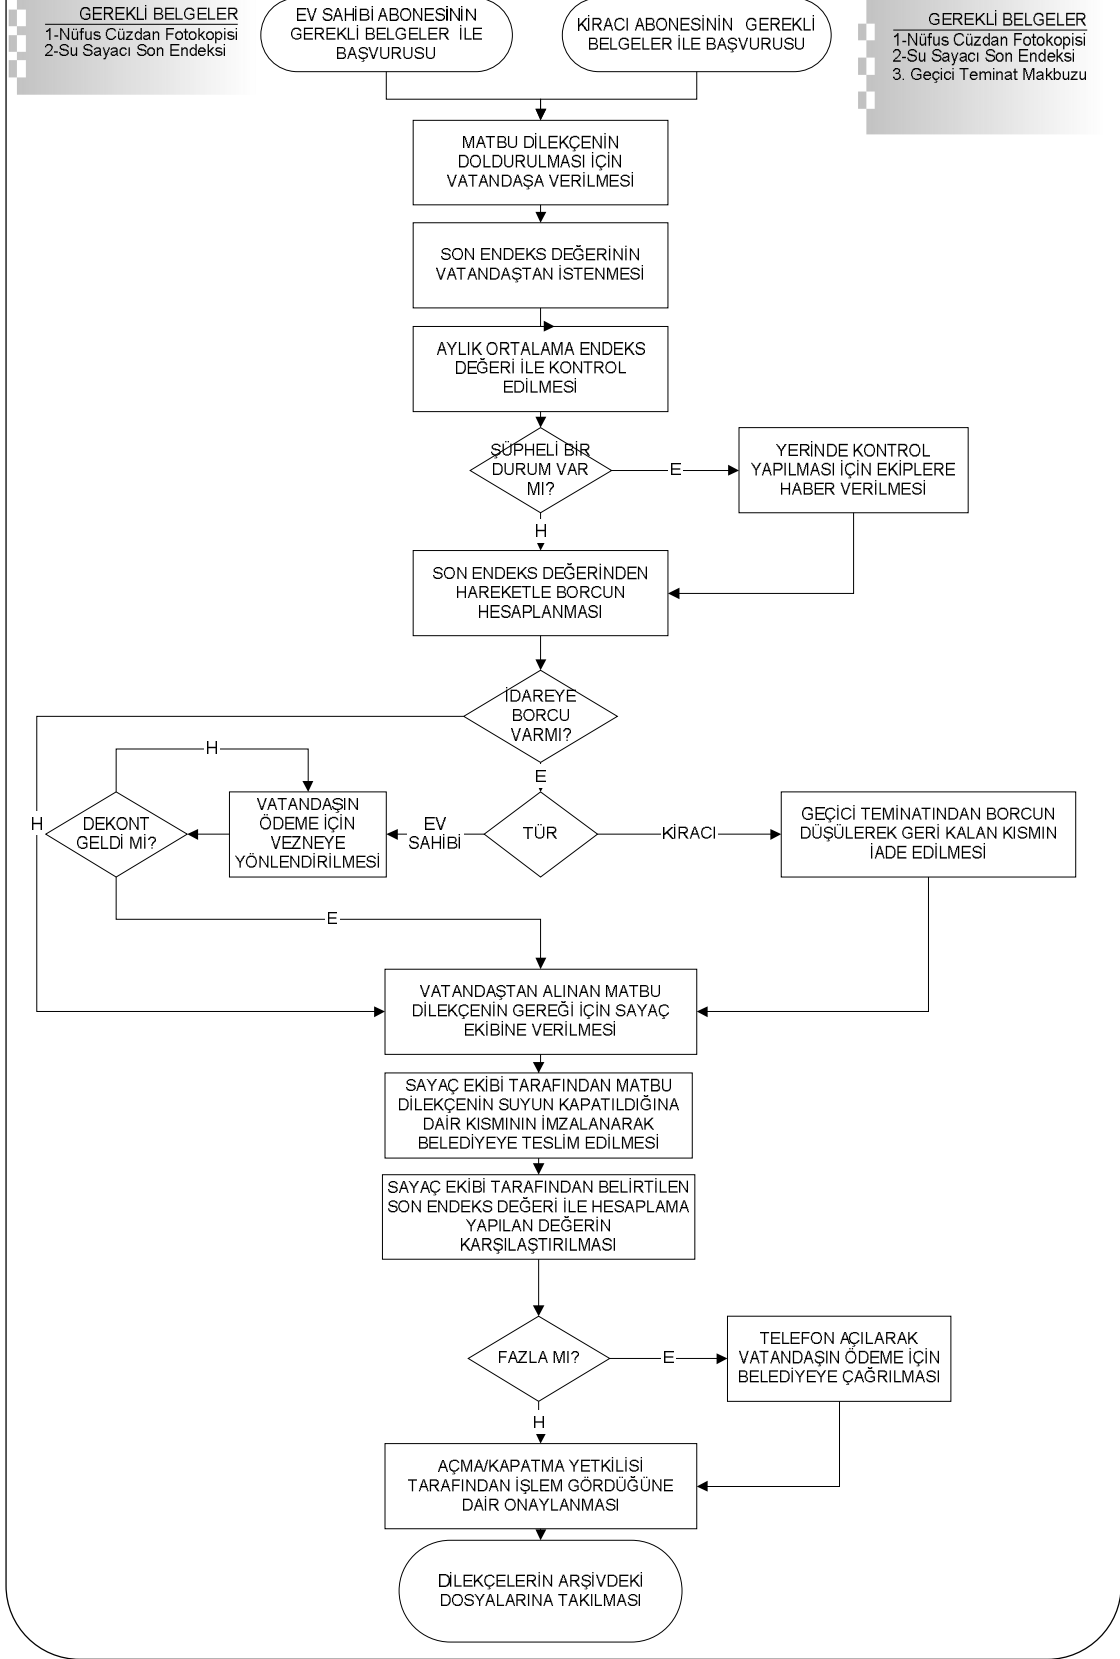 GEREKLİ BELGELER
1-Nüfus Cüzdan Fotokopisi
2-Su Sayacı Son Endeksi
EV SAHİBİ ABONESİNİN
GEREKLİ BELGELER İLE
BAŞVURUSU
KİRACI ABONESİNİN GEREKLİ
BELGELER İLE BAŞVURUSU
GEREKLİ BELGELER
1-Nüfus Cüzdan Fotokopisi
2-Su Sayacı Son Endeksi
3. Geçici Teminat Makbuzu
MATBU DİLEKÇENİN
DOLDURULMASI İÇİN
VATANDAŞA VERİLMESİ
SON ENDEKS DEĞERİNİN
VATANDAŞTAN İSTENMESİ
AYLIK ORTALAMA ENDEKS
DEĞERİ İLE KONTROL
EDİLMESİ
ŞÜPHELİ BİR
DURUM VAR
MI?
E
YERİNDE KONTROL
YAPILMASI İÇİN EKİPLERE
HABER VERİLMESİ
H
SON ENDEKS DEĞERİNDEN
HAREKETLE BORCUN
HESAPLANMASI
İDAREYE
BORCU
VARMI?
H
E
H
DEKONT
GELDİ Mİ?
VATANDAŞIN
ÖDEME İÇİN
VEZNEYE
YÖNLENDİRİLMESİ
EV
SAHİBİ
TÜR
KİRACI
GEÇİCİ TEMİNATINDAN BORCUN
DÜŞÜLEREK GERİ KALAN KISMIN
İADE EDİLMESİ
E
VATANDAŞTAN ALINAN MATBU
DİLEKÇENİN GEREĞİ İÇİN SAYAÇ
EKİBİNE VERİLMESİ
SAYAÇ EKİBİ TARAFINDAN MATBU
DİLEKÇENİN SUYUN KAPATILDIĞINA
DAİR KISMININ İMZALANARAK
BELEDİYEYE TESLİM EDİLMESİ
SAYAÇ EKİBİ TARAFINDAN BELİRTİLEN
SON ENDEKS DEĞERİ İLE HESAPLAMA
YAPILAN DEĞERİN
KARŞILAŞTIRILMASI
FAZLA MI?
E
TELEFON AÇILARAK
VATANDAŞIN ÖDEME İÇİN
BELEDİYEYE ÇAĞRILMASI
H
AÇMA/KAPATMA YETKİLİSİ
TARAFINDAN İŞLEM GÖRDÜĞÜNE
DAİR ONAYLANMASI
DİLEKÇELERİN ARŞİVDEKİ
DOSYALARINA TAKILMASI